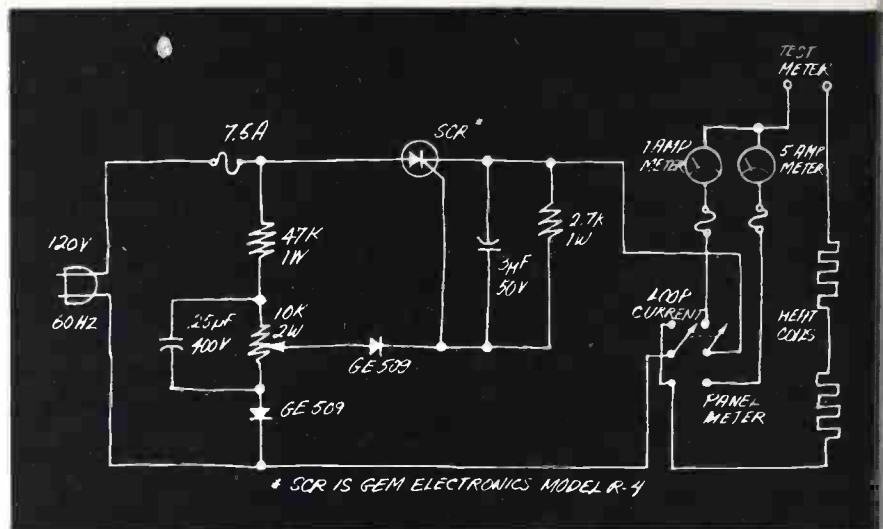 TEST
METER
7.5A
SCR*
1 AMP
METER
5 AMP
METER
47K
1W
2.7K
1W
120V
60HZ
3µF
50V
.25µF
400V
10K
2W
LOOP
CURRENT
HEAT
COILS
GE 509
GE 509
PANEL
METER
* SCR IS GEM ELECTRONICS MODEL R-4